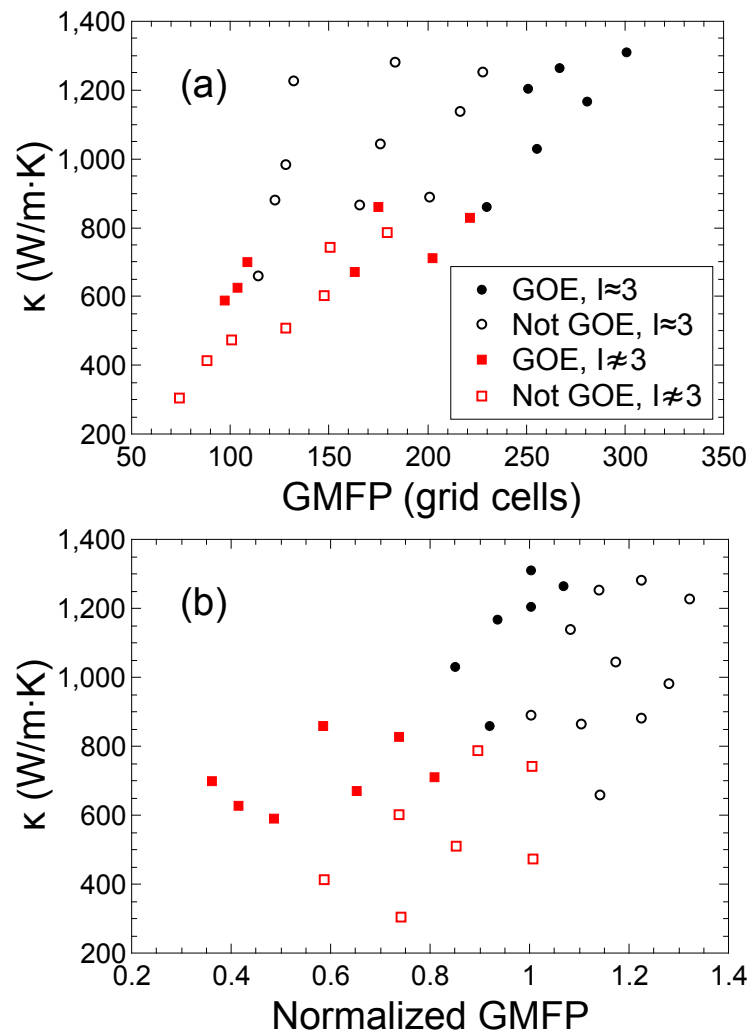 1,400
1,200
1,000
800
600
400
200
κ (W/m·K)
(a)
GOE, I≈3
Not GOE, I≈3
GOE, I≉3
Not GOE, I≉3
50 100 150 200 250 300 350
GMFP (grid cells)
1,400
1,200
1,000
800
600
400
200
κ (W/m·K)
(b)
0.2 0.4 0.6 0.8 1 1.2 1.4
Normalized GMFP